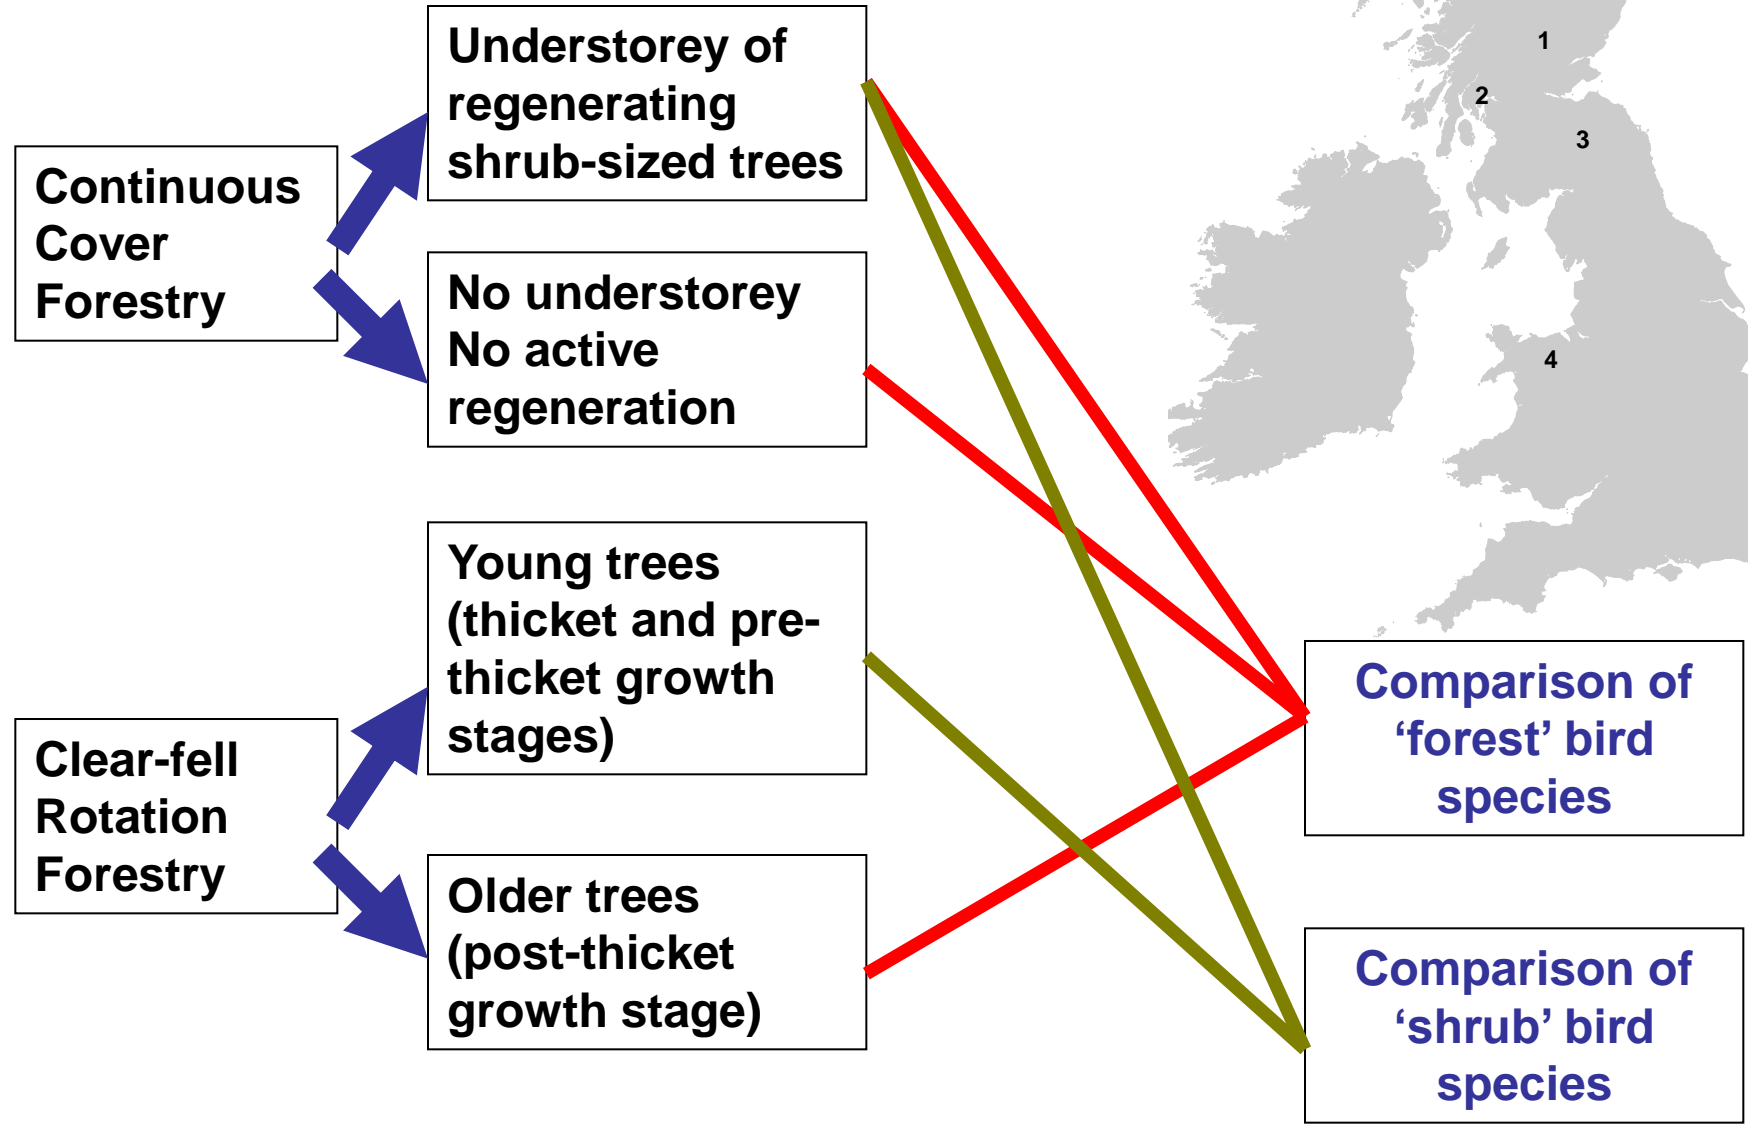 Continuous
Cover
Forestry
Understorey of
regenerating
shrub-sized trees
No understorey
No active
regeneration
Clear-fell
Rotation
Forestry
Young trees
(thicket and pre-
thicket growth
stages)
Older trees
(post-thicket
growth stage)
1
2
3
4
Comparison of
‘forest’ bird
species
Comparison of
‘shrub’ bird
species